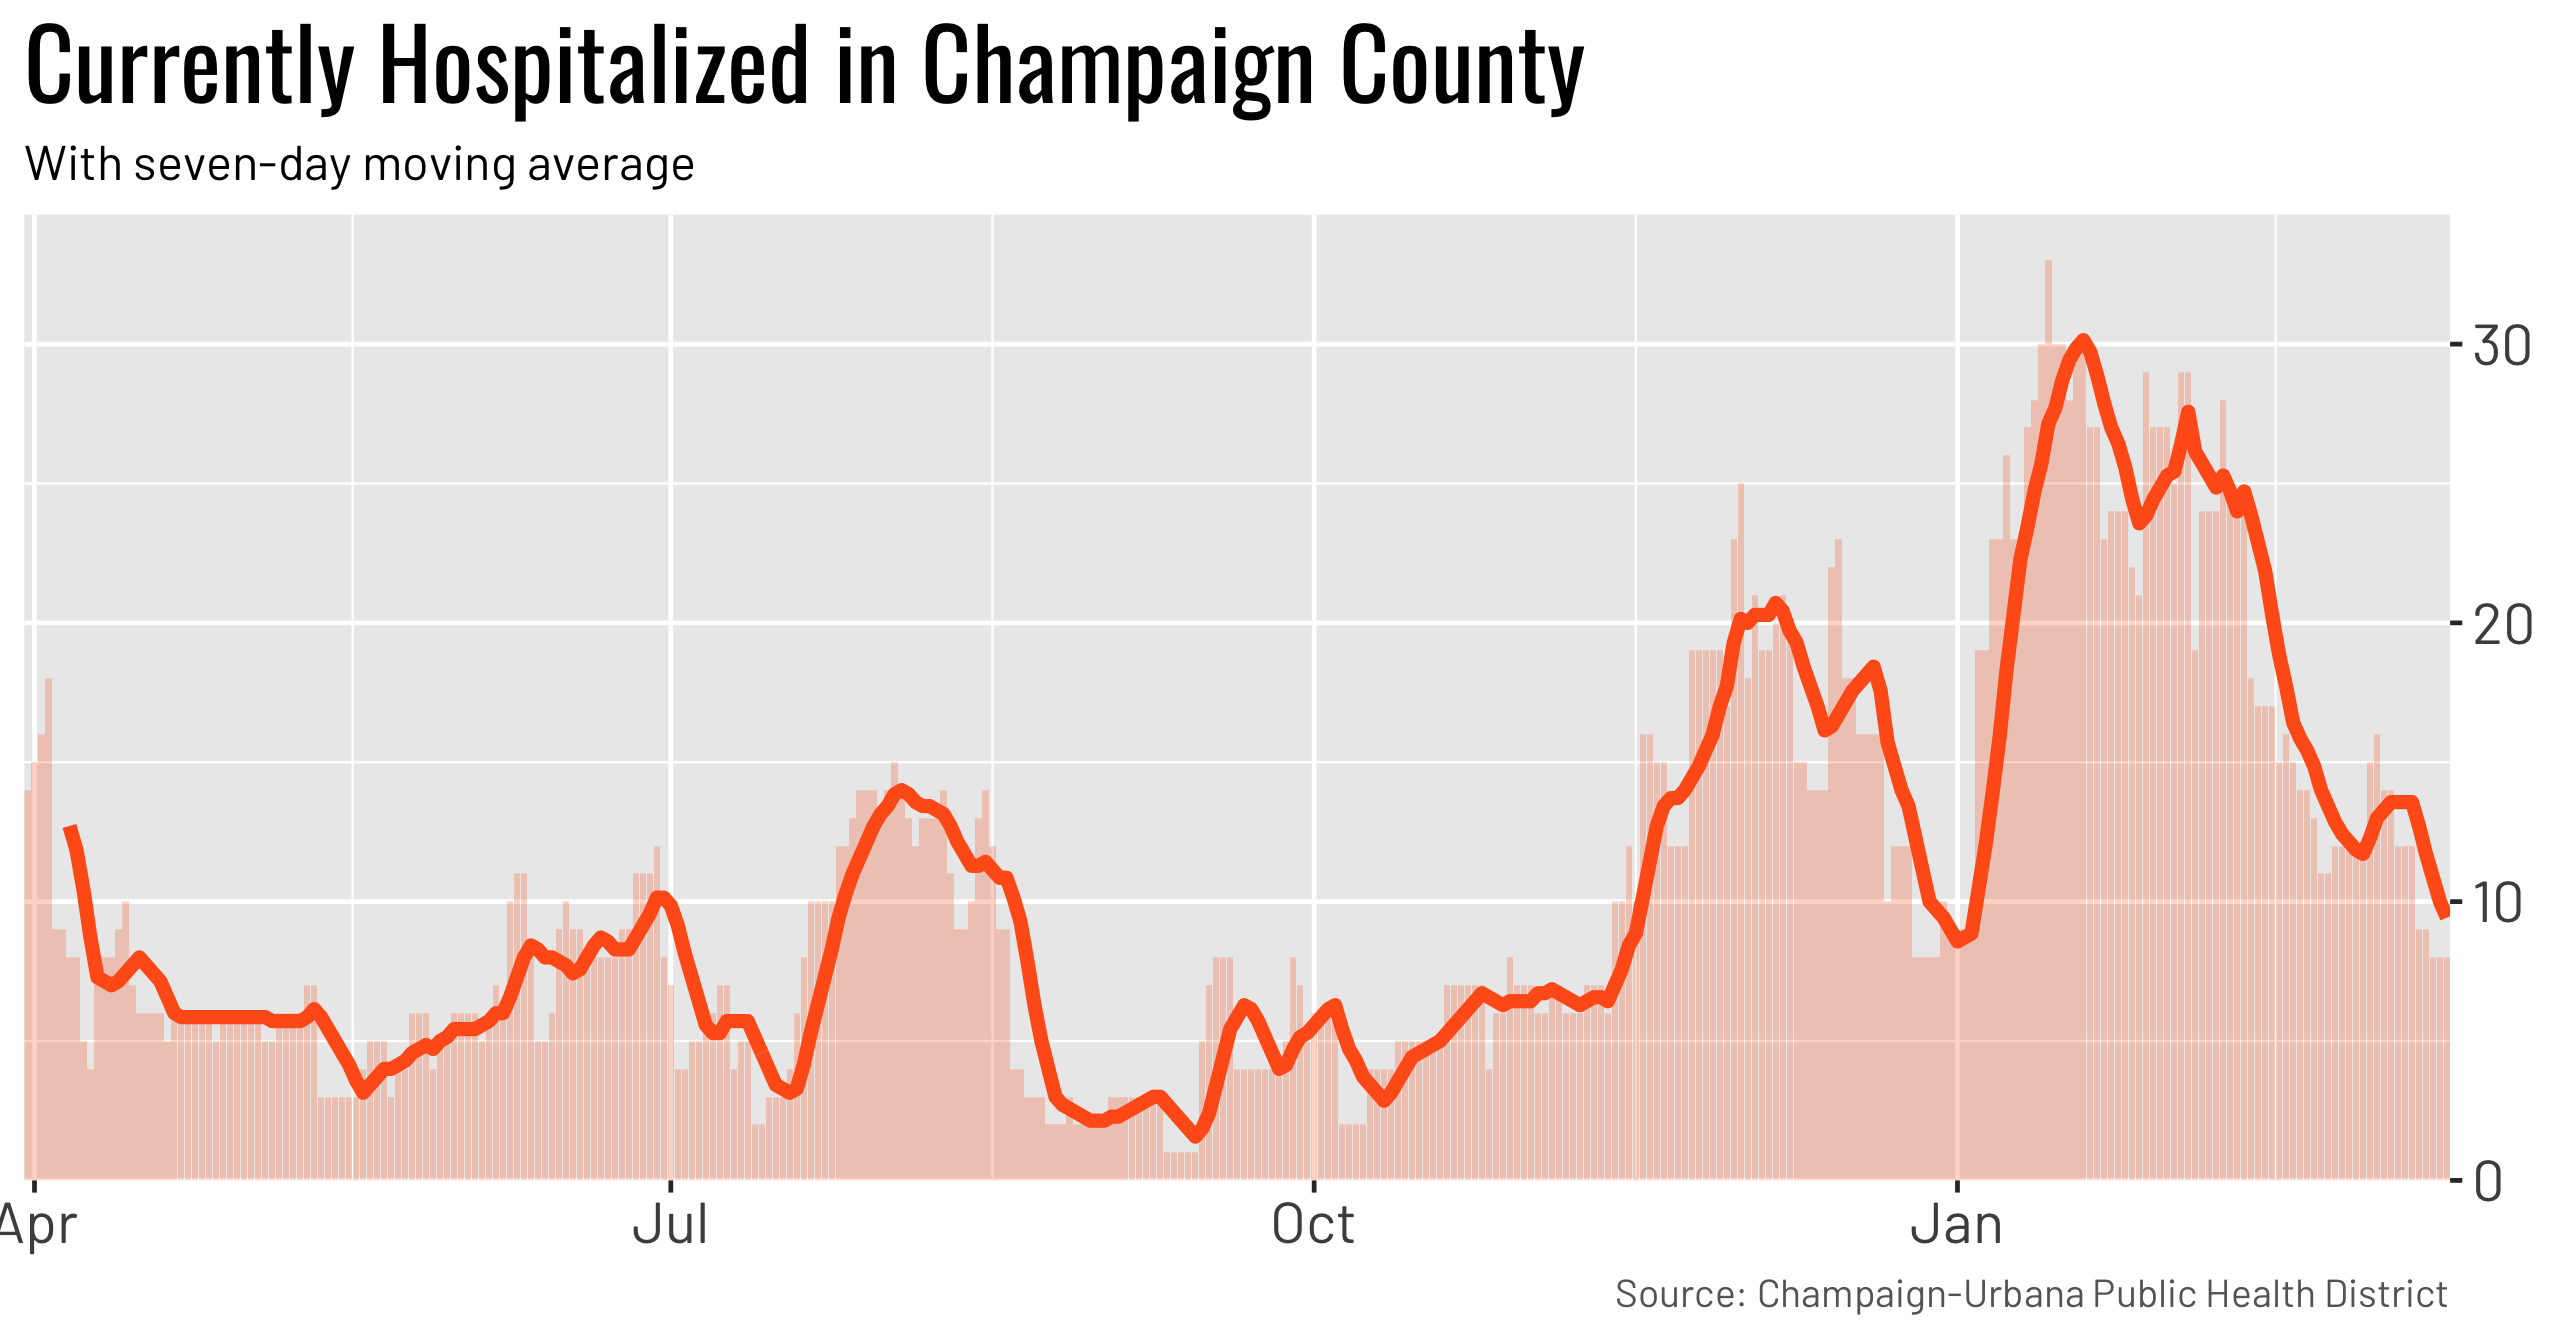 Currently Hospitalized in Champaign County
With seven-day moving average
30
20
10
0
Apr Jul Oct Jan
Source: Champaign-Urbana Public Health District